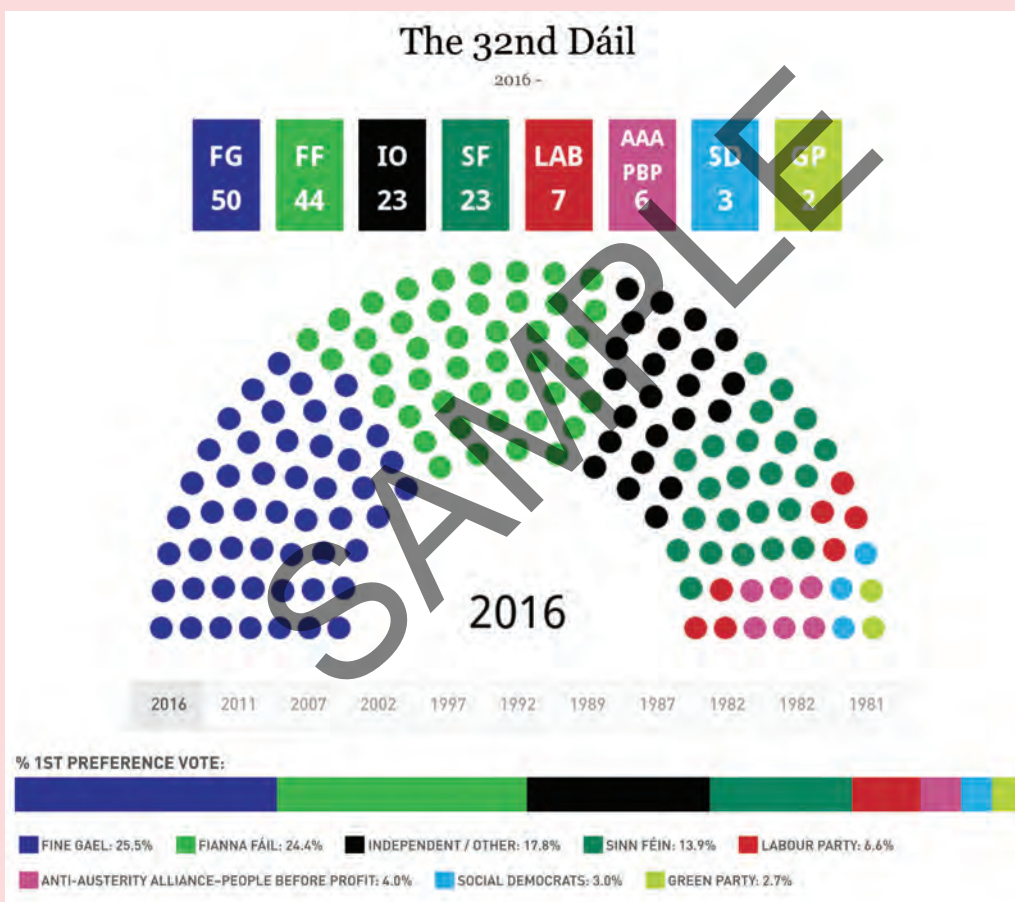 The 32nd Dáil
2016 -
FG FF IO SF LAB AAA PBP SD GP
50 44 23 23 7 6 3 2
SAMPLE
2016
2016 2011 2007 2002 1997 1992 1989 1987 1982 1982 1981
% 1ST PREFERENCE VOTE:
FINE GAEL: 25.5% FIANNA FÁIL: 24.4% INDEPENDENT / OTHER: 17.8% SINN FÉIN: 13.9% LABOUR PARTY: 6.6%
ANTI-AUSTERITY ALLIANCE–PEOPLE BEFORE PROFIT: 4.0% SOCIAL DEMOCRATS: 3.0% GREEN PARTY: 2.7%